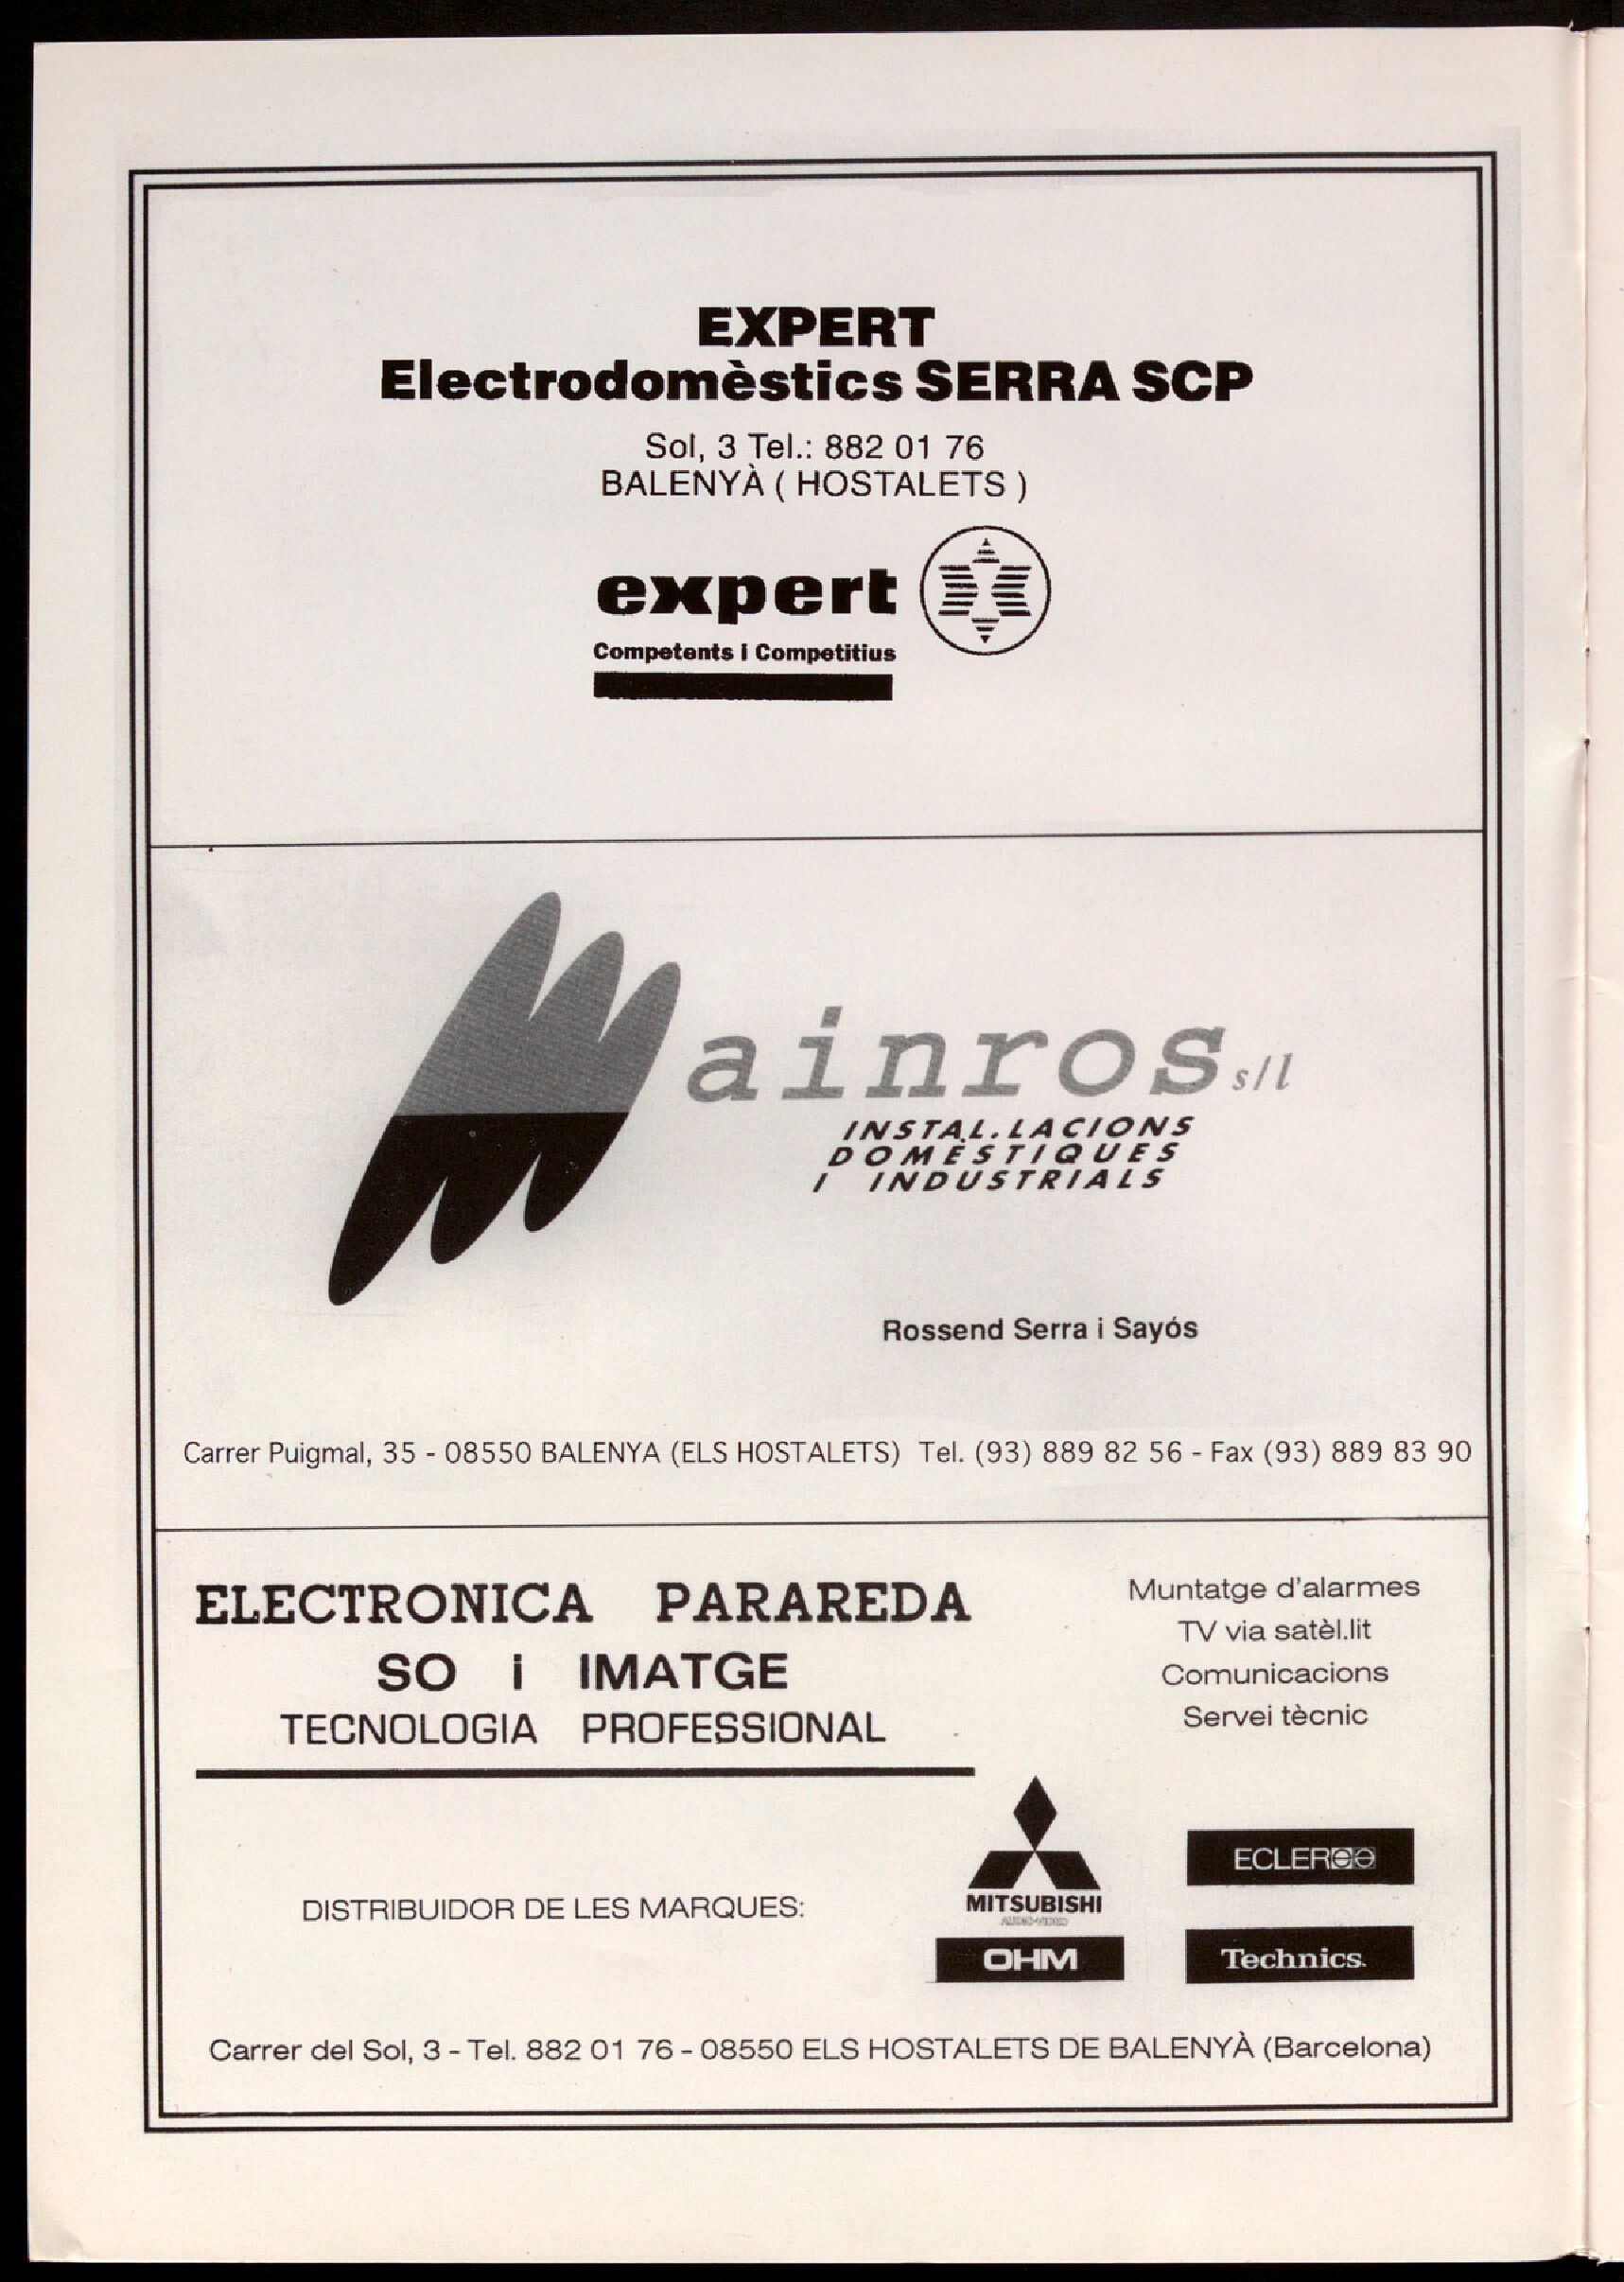 EXPERT
Electrodomèstics SERRA SCP
Sol, 3 Tel.: 882 01 76
BALENYÀ ( HOSTALETS )
expert
Competents i Competitius
Mainros s/l
INSTAL.LACIONS
DOMÈSTIQUES
I INDUSTRIALS
Rossend Serra i Sayós
Carrer Puigmal, 35 - 08550 BALENYA (ELS HOSTALETS) Tel. (93) 889 82 56 - Fax (93) 889 83 90
ELECTRONICA PARAREDA
SO i IMATGE
TECNOLOGIA PROFESSIONAL
Muntatge d'alarmes
TV via satèl.lit
Comunicacions
Servei tècnic
DISTRIBUIDOR DE LES MARQUES:
MITSUBISHI
AUDIO-VIDEO
OHM
ECLER
Technics.
Carrer del Sol, 3 - Tel. 882 01 76 - 08550 ELS HOSTALETS DE BALENYÀ (Barcelona)